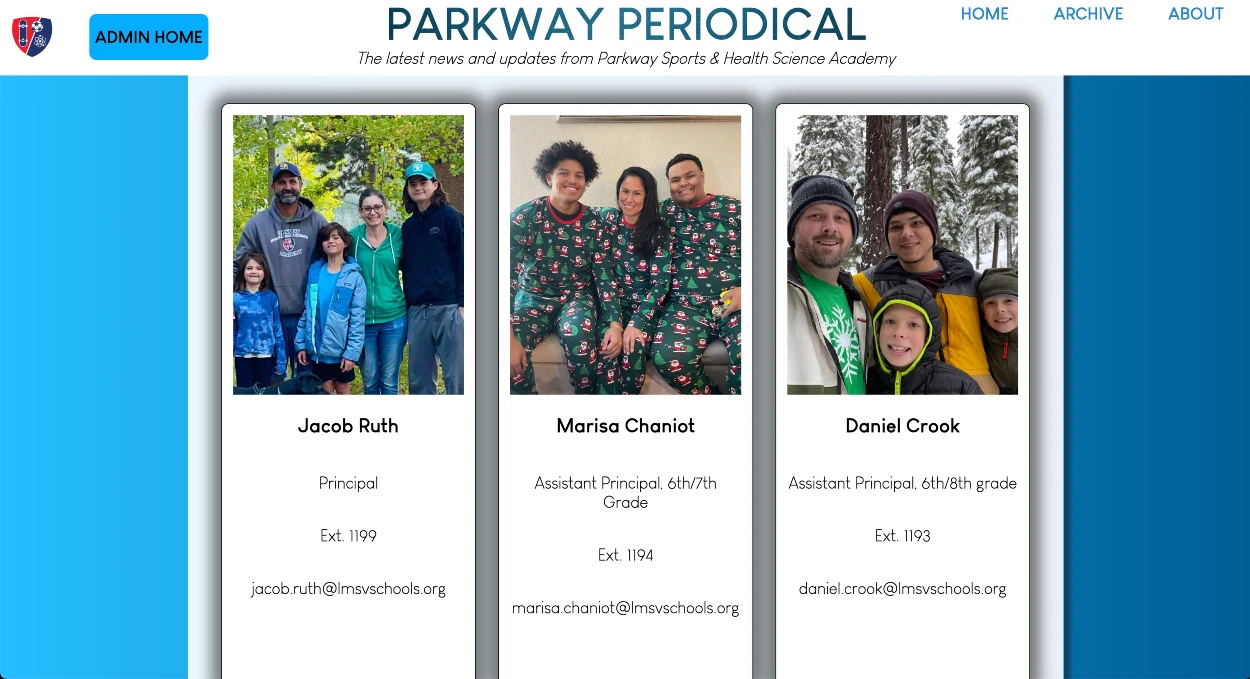 ADMIN HOME
PARKWAY PERIODICAL
The latest news and updates from Parkway Sports & Health Science Academy
HOME
ARCHIVE
ABOUT
Jacob Ruth
Principal
Ext. 1199
jacob.ruth@lmsvschools.org
Marisa Chaniot
Assistant Principal, 6th/7th
Grade
Ext. 1194
marisa.chaniot@lmsvschools.org
Daniel Crook
Assistant Principal, 6th/8th grade
Ext. 1193
daniel.crook@lmsvschools.org